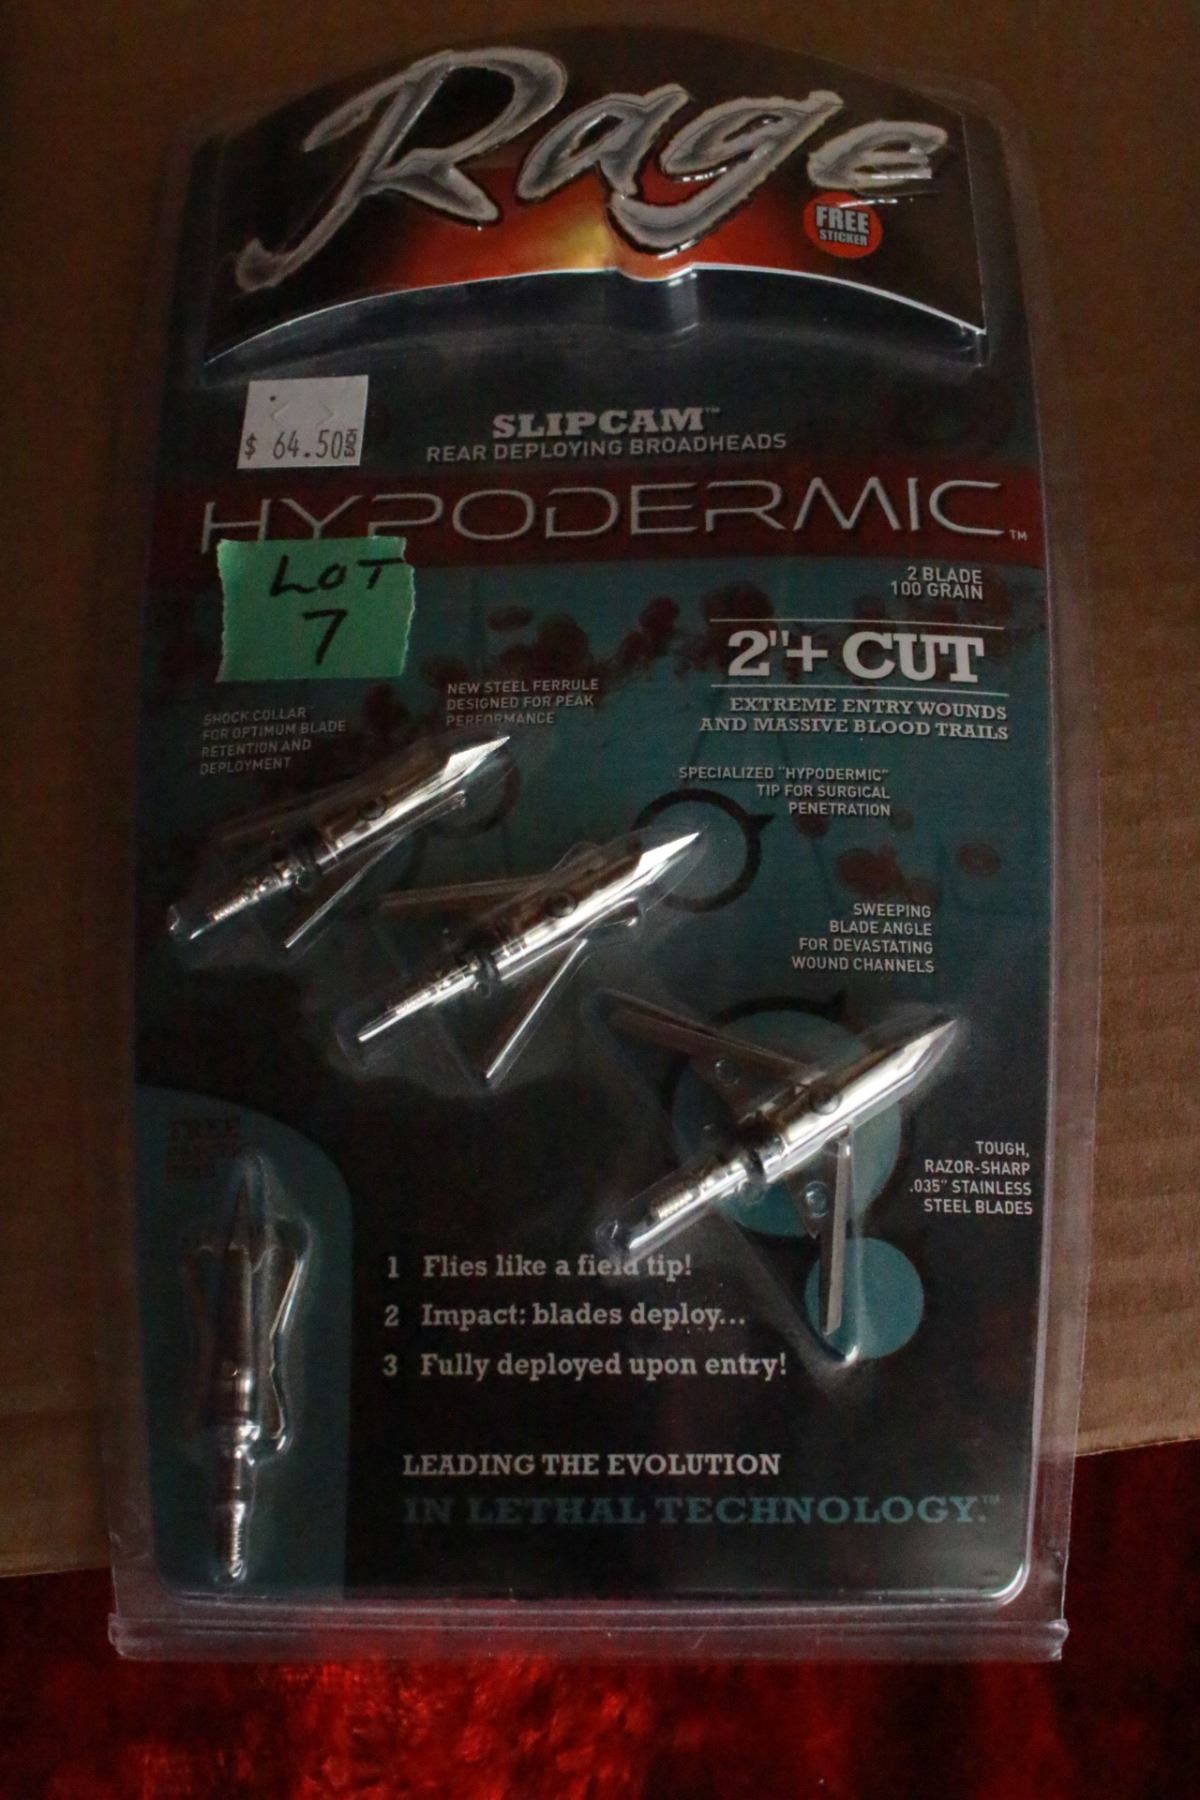 Rage
FREE
STICKER
$ 64.50
SLIPCAM™
REAR DEPLOYING BROADHEADS
HYPODERMIC™
LOT
7
2 BLADE
100 GRAIN
2"+ CUT
EXTREME ENTRY WOUNDS
AND MASSIVE BLOOD TRAILS
NEW STEEL FERRULE
DESIGNED FOR PEAK
PERFORMANCE
SHOCK COLLAR™
FOR OPTIMUM BLADE
RETENTION AND
DEPLOYMENT
SPECIALIZED "HYPODERMIC"
TIP FOR SURGICAL
PENETRATION
SWEEPING
BLADE ANGLE
FOR DEVASTATING
WOUND CHANNELS
FREE
TOUGH,
RAZOR-SHARP
.035" STAINLESS
STEEL BLADES
1 Flies like a field tip!
2 Impact: blades deploy...
3 Fully deployed upon entry!
LEADING THE EVOLUTION
IN LETHAL TECHNOLOGY.™